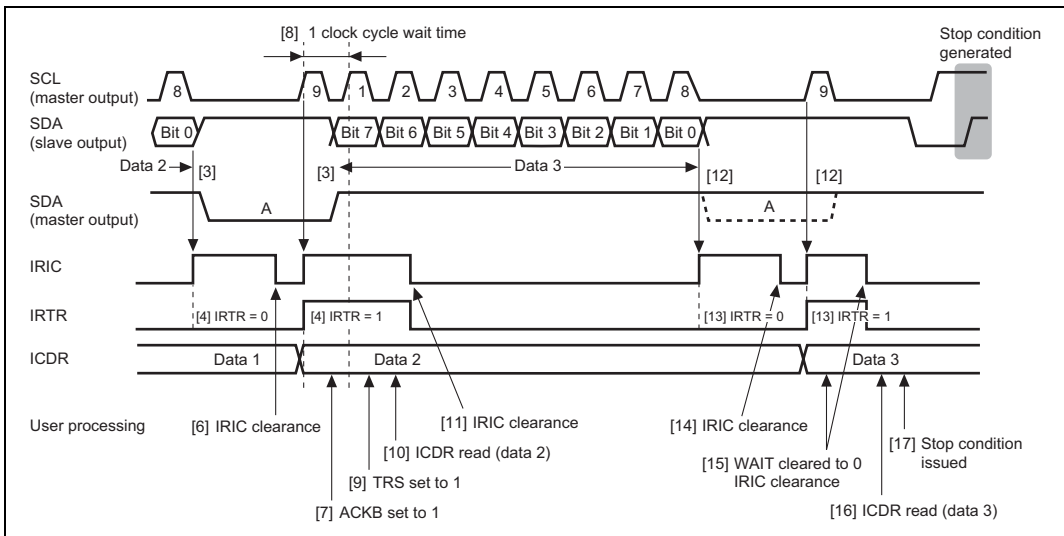 [8] 1 clock cycle wait time
Stop condition
generated
SCL
(master output)
8 9 1 2 3 4 5 6 7 8 9
SDA
(slave output)
Bit 0 Bit 7 Bit 6 Bit 5 Bit 4 Bit 3 Bit 2 Bit 1 Bit 0
Data 2 [3] [3] Data 3 [12] [12]
SDA
(master output)
A A
IRIC
IRTR
[4] IRTR = 0 [4] IRTR = 1 [13] IRTR = 0 [13] IRTR = 1
ICDR
Data 1 Data 2 Data 3
User processing
[6] IRIC clearance
[11] IRIC clearance
[14] IRIC clearance
[17] Stop condition
issued
[10] ICDR read (data 2)
[15] WAIT cleared to 0
IRIC clearance
[9] TRS set to 1
[7] ACKB set to 1
[16] ICDR read (data 3)